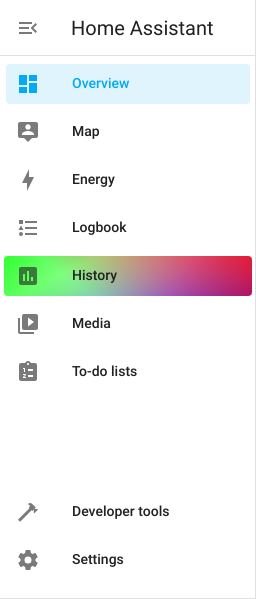 Home Assistant
Overview
Map
Energy
Logbook
History
Media
To-do lists
Developer tools
Settings